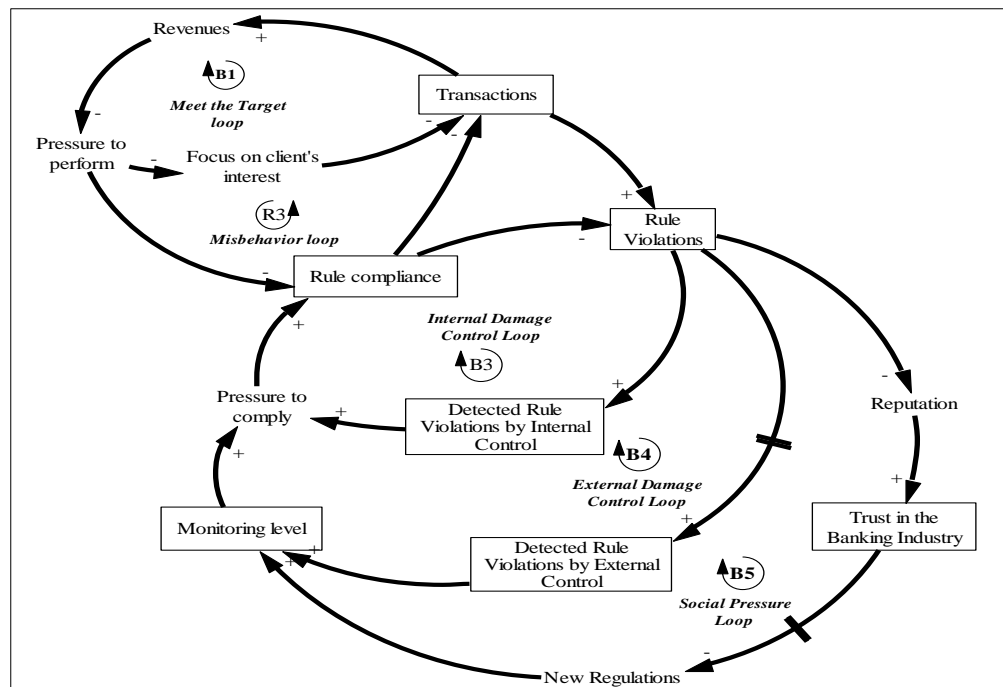 Revenues
+
B1
Meet the Target
loop
Transactions
-
-
-
Pressure to
perform
-
Focus on client's
interest
+
R3
Misbehavior loop
Rule
Violations
-
-
Rule compliance
+
Internal Damage
Control Loop
B3
-
+
Reputation
Pressure to
comply
+
Detected Rule
Violations by Internal
Control
B4
External Damage
Control Loop
+
+
+
Monitoring level
+
+
Detected Rule
Violations by External
Control
Trust in the
Banking Industry
B5
Social Pressure
Loop
-
New Regulations